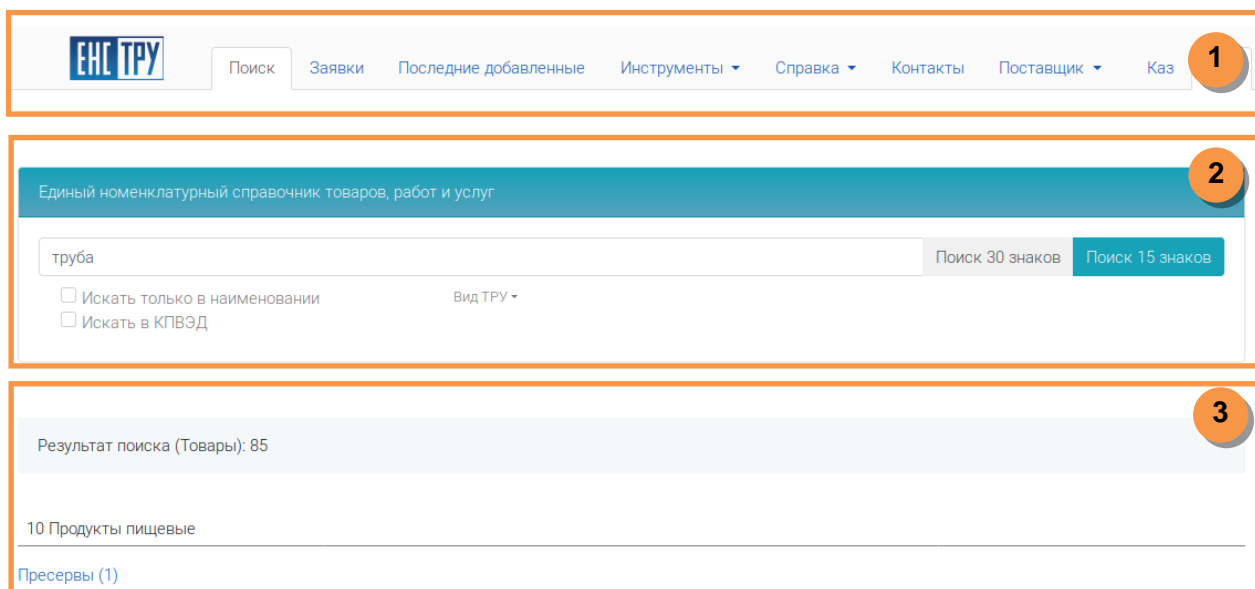 ЕНС ТРУ Поиск Заявки Последние добавленные Инструменты Справка Контакты Поставщик Каз 1
2
Единый номенклатурный справочник товаров, работ и услуг
труба Поиск 30 знаков Поиск 15 знаков
Искать только в наименовании Вид ТРУ
Искать в КПВЭД
3
Результат поиска (Товары): 85
10 Продукты пищевые
Пресервы (1)